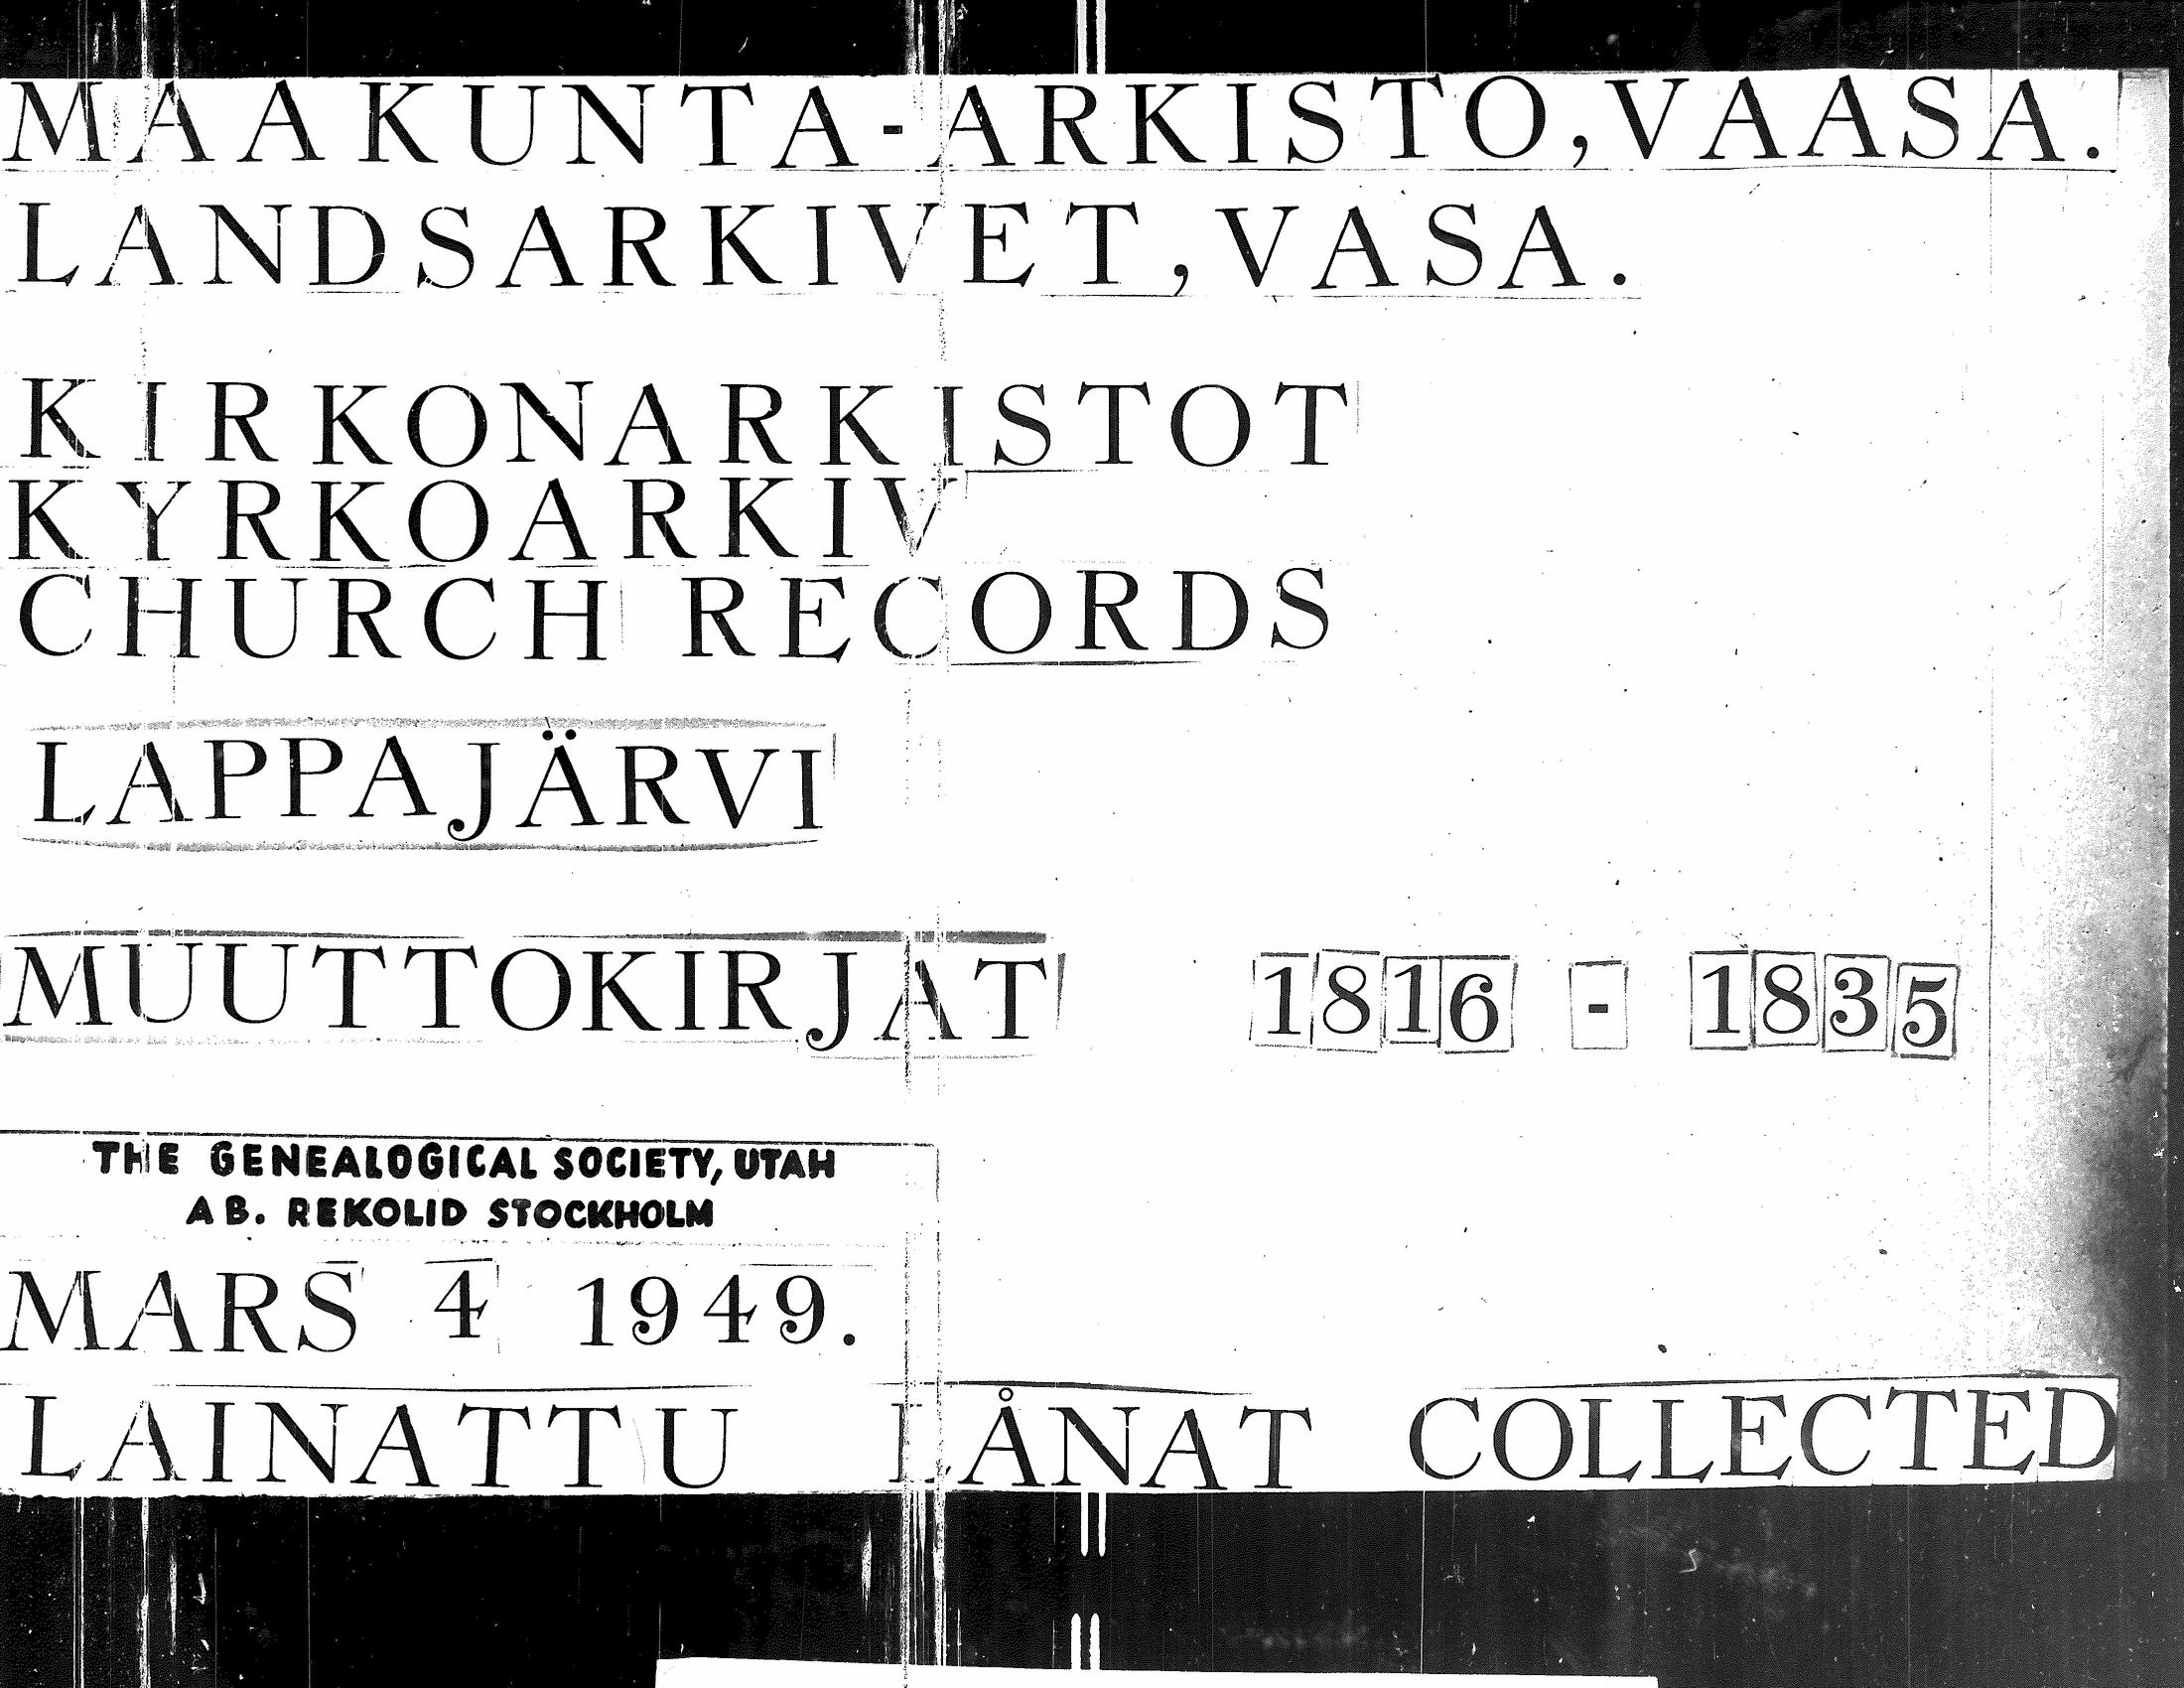 MAAKUNTA-ARKISTO, VAASA.
LANDSARKIVET, VASA.
KIRKONARKISTOT
KYRKOARKIV
CHURCH RECORDS
LAPPAJÄRVI
MUUTTOKIRJAT 1816 - 1835
THE GENEALOGICAL SOCIETY, UTAH
AB. REKOLID STOCKHOLM
MARS 4 1949.
LAINATTU LÅNAT COLLECTED